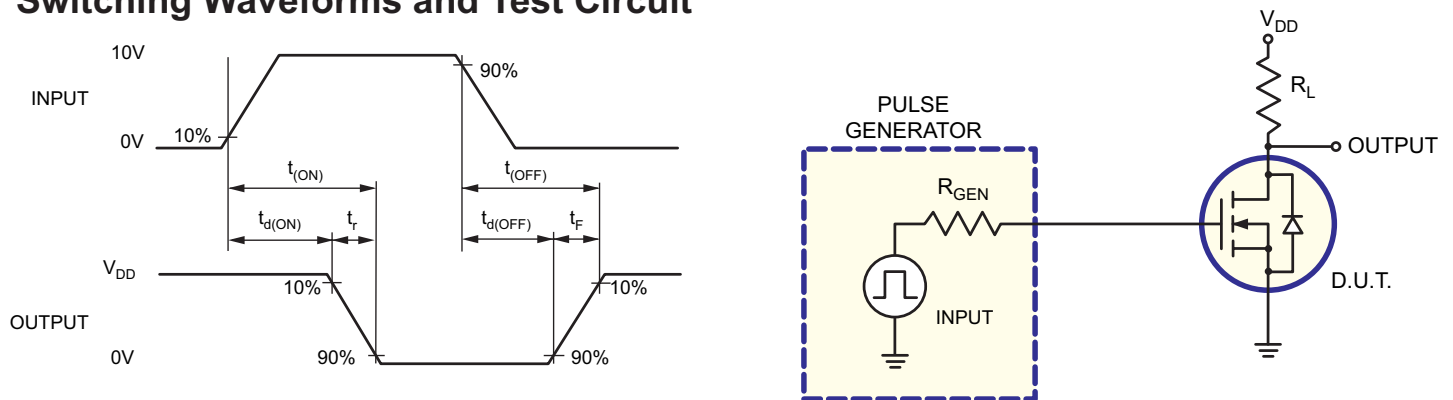 Switching Waveforms and Test Circuit
10V
INPUT
0V
10%
90%
t(ON)
t(OFF)
td(ON)
tr
td(OFF)
tF
VDD
OUTPUT
0V
10%
90%
90%
10%
PULSE
GENERATOR
RGEN
INPUT
VDD
RL
OUTPUT
D.U.T.